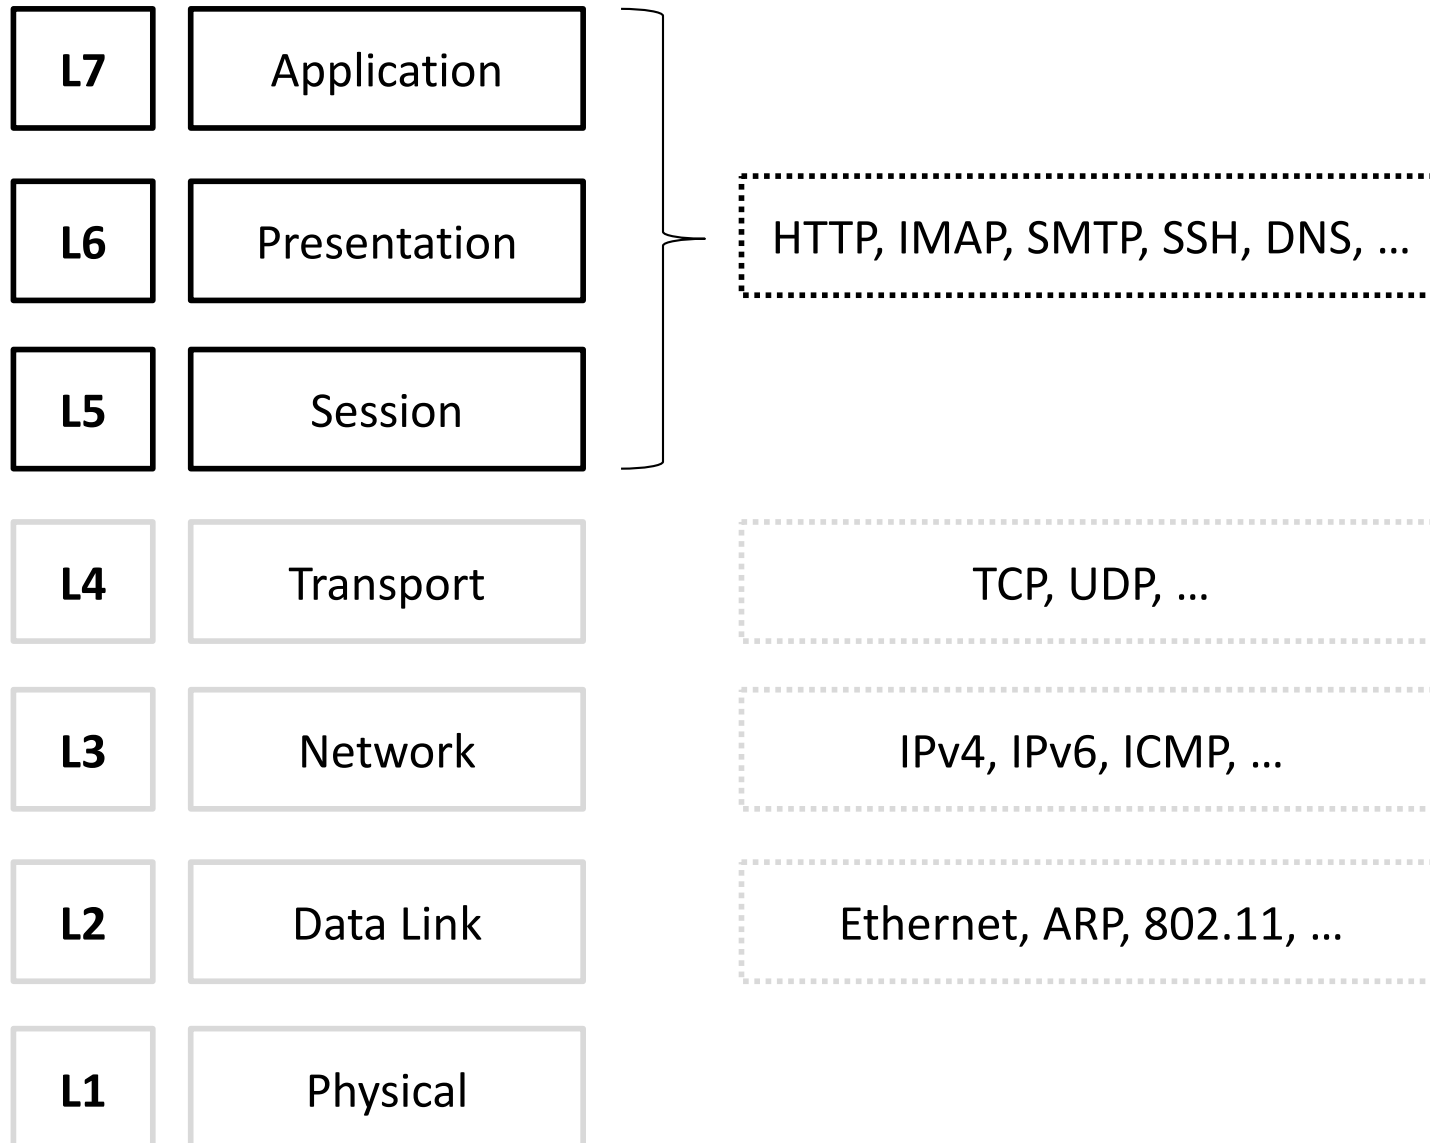 L7 Application
L6 Presentation HTTP, IMAP, SMTP, SSH, DNS, ...
L5 Session
L4 Transport TCP, UDP, ...
L3 Network IPv4, IPv6, ICMP, ...
L2 Data Link Ethernet, ARP, 802.11, ...
L1 Physical